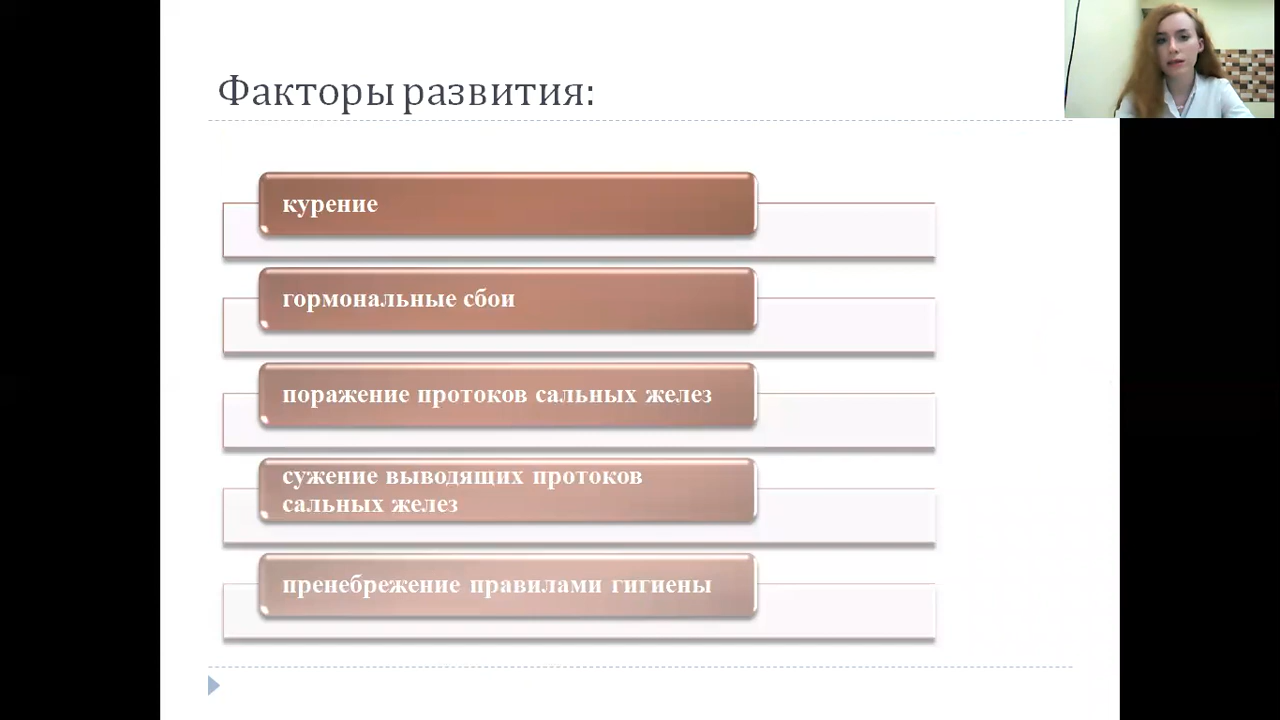 Факторы развития:
курение
гормональные сбои
поражение протоков сальных желез
сужение выводящих протоков
сальных желез
пренебрежение правилами гигиены